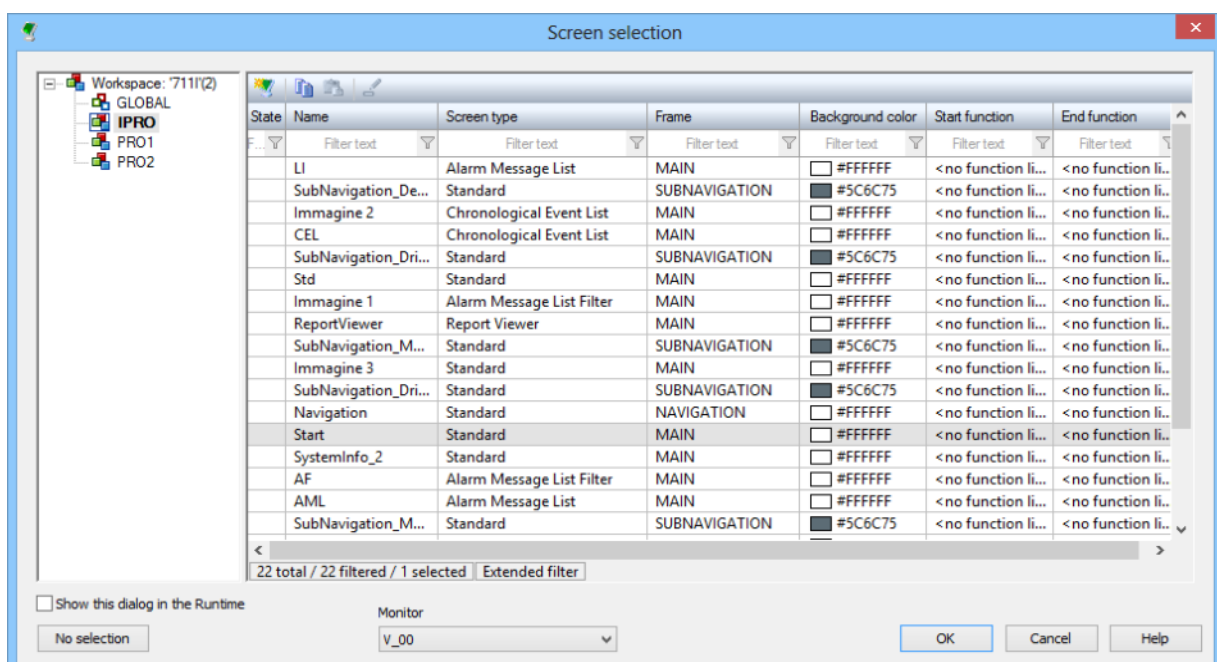 Screen selection
Workspace: '711I'(2)
GLOBAL
IPRO
PRO1
PRO2
State Name Screen type Frame Background color Start function End function
F... Filter text Filter text Filter text Filter text Filter text Filter text
LI Alarm Message List MAIN #FFFFFF <no function li... <no function li..
SubNavigation_De... Standard SUBNAVIGATION #5C6C75 <no function li... <no function li..
Immagine 2 Chronological Event List MAIN #FFFFFF <no function li... <no function li..
CEL Chronological Event List MAIN #FFFFFF <no function li... <no function li..
SubNavigation_Dri... Standard SUBNAVIGATION #5C6C75 <no function li... <no function li..
Std Standard MAIN #FFFFFF <no function li... <no function li..
Immagine 1 Alarm Message List Filter MAIN #FFFFFF <no function li... <no function li..
ReportViewer Report Viewer MAIN #FFFFFF <no function li... <no function li..
SubNavigation_M... Standard SUBNAVIGATION #5C6C75 <no function li... <no function li..
Immagine 3 Standard MAIN #FFFFFF <no function li... <no function li..
SubNavigation_Dri... Standard SUBNAVIGATION #5C6C75 <no function li... <no function li..
Navigation Standard NAVIGATION #FFFFFF <no function li... <no function li..
Start Standard MAIN #FFFFFF <no function li... <no function li..
SystemInfo_2 Standard MAIN #FFFFFF <no function li... <no function li..
AF Alarm Message List Filter MAIN #FFFFFF <no function li... <no function li..
AML Alarm Message List MAIN #FFFFFF <no function li... <no function li..
SubNavigation_M... Standard SUBNAVIGATION #5C6C75 <no function li... <no function li..
22 total / 22 filtered / 1 selected Extended filter
Show this dialog in the Runtime
Monitor
No selection V_00 OK Cancel Help